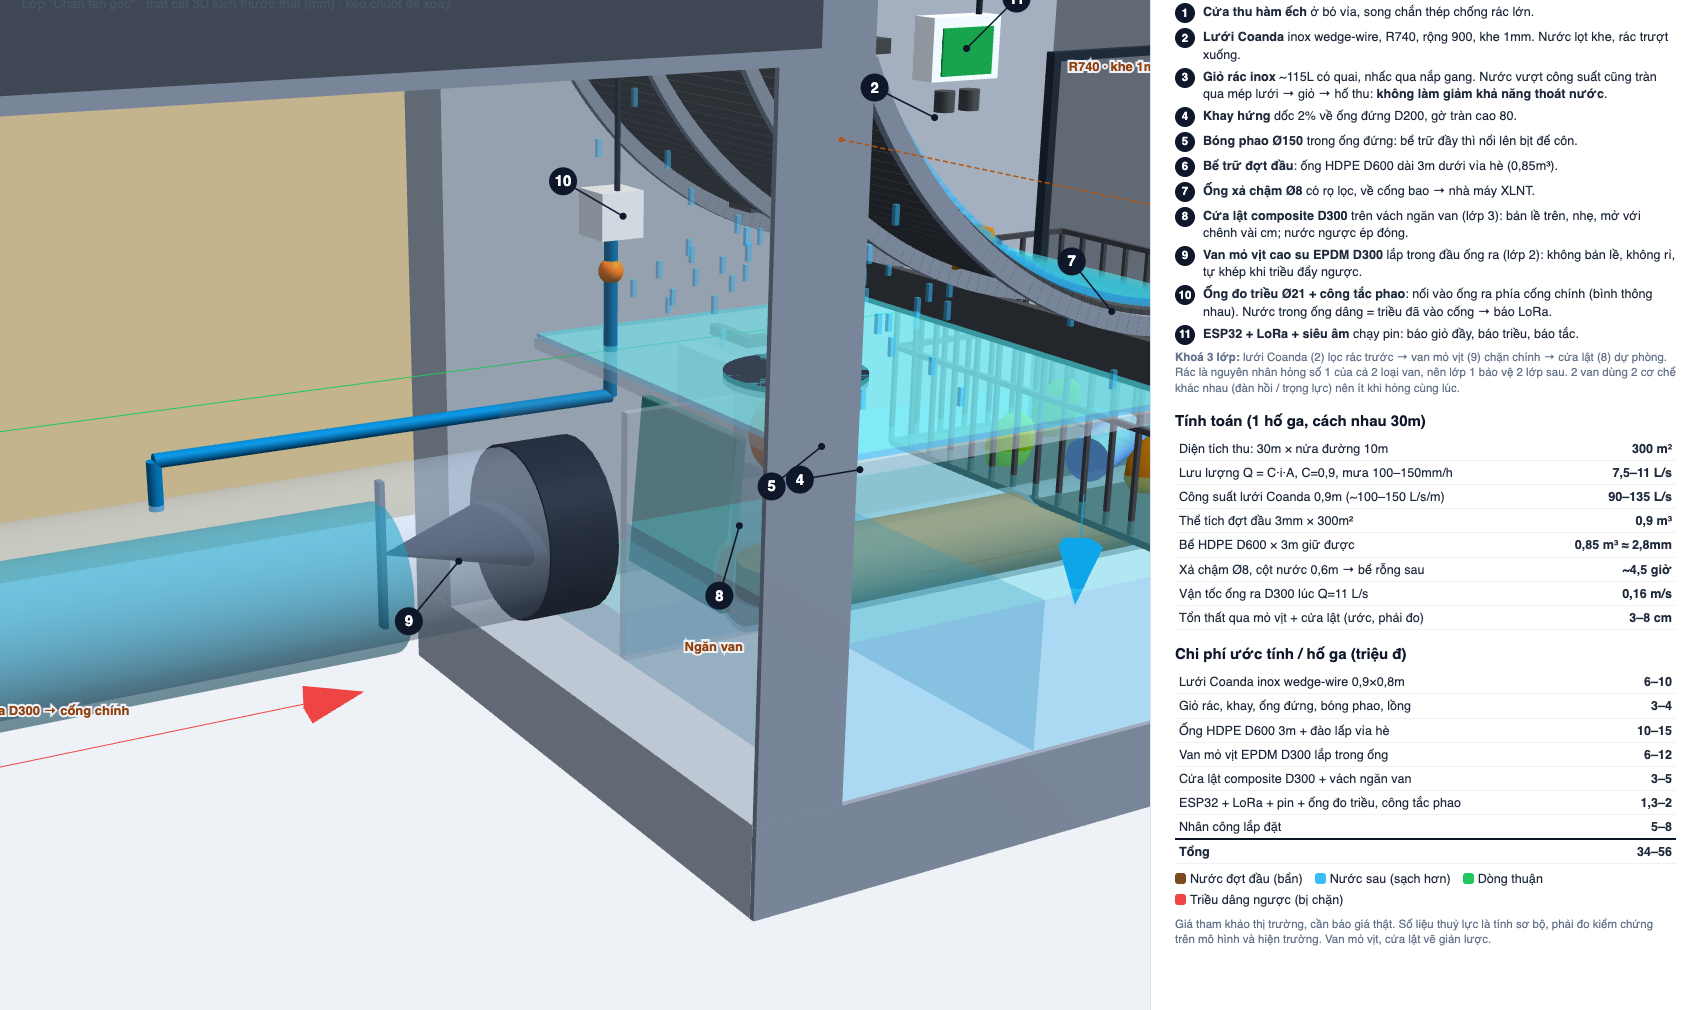 Lớp "Chặn tận gốc" · mặt cắt 3D kích thước thật (mm) · kéo chuột để xoay
11
R740 · khe 1m
2
10
7
5
4
8
9
Ngăn van
a D300 → cống chính
1 Cửa thu hàm ếch ở bó vỉa, song chắn thép chống rác lớn.
2 Lưới Coanda inox wedge-wire, R740, rộng 900, khe 1mm. Nước lọt khe, rác trượt
xuống.
3 Giỏ rác inox ~115L có quai, nhấc qua nắp gang. Nước vượt công suất cũng tràn
qua mép lưới → giỏ → hố thu: không làm giảm khả năng thoát nước.
4 Khay hứng dốc 2% về ống đứng D200, gờ tràn cao 80.
5 Bóng phao Ø150 trong ống đứng: bể trữ đầy thì nổi lên bịt đế côn.
6 Bể trữ đợt đầu: ống HDPE D600 dài 3m dưới vỉa hè (0,85m³).
7 Ống xả chậm Ø8 có rọ lọc, về cống bao → nhà máy XLNT.
8 Cửa lật composite D300 trên vách ngăn van (lớp 3): bản lề trên, nhẹ, mở với
chênh vài cm; nước ngược ép đóng.
9 Van mỏ vịt cao su EPDM D300 lắp trong đầu ống ra (lớp 2): không bản lề, không rỉ,
tự khép khi triều đẩy ngược.
10 Ống đo triều Ø21 + công tắc phao: nối vào ống ra phía cống chính (bình thông
nhau). Nước trong ống dâng = triều đã vào cống → báo LoRa.
11 ESP32 + LoRa + siêu âm chạy pin: báo giỏ đầy, báo triều, báo tắc.
Khoá 3 lớp: lưới Coanda (2) lọc rác trước → van mỏ vịt (9) chặn chính → cửa lật (8) dự phòng.
Rác là nguyên nhân hỏng số 1 của cả 2 loại van, nên lớp 1 bảo vệ 2 lớp sau. 2 van dùng 2 cơ chế
khác nhau (đàn hồi / trọng lực) nên ít khi hỏng cùng lúc.
Tính toán (1 hố ga, cách nhau 30m)
Diện tích thu: 30m × nửa đường 10m 300 m²
Lưu lượng Q = C·i·A, C=0,9, mưa 100–150mm/h 7,5–11 L/s
Công suất lưới Coanda 0,9m (~100–150 L/s/m) 90–135 L/s
Thể tích đợt đầu 3mm × 300m² 0,9 m³
Bể HDPE D600 × 3m giữ được 0,85 m³ ≈ 2,8mm
Xả chậm Ø8, cột nước 0,6m → bể rỗng sau ~4,5 giờ
Vận tốc ống ra D300 lúc Q=11 L/s 0,16 m/s
Tổn thất qua mỏ vịt + cửa lật (ước, phải đo) 3–8 cm
Chi phí ước tính / hố ga (triệu đ)
Lưới Coanda inox wedge-wire 0,9×0,8m 6–10
Giỏ rác, khay, ống đứng, bóng phao, lồng 3–4
Ống HDPE D600 3m + đào lấp vỉa hè 10–15
Van mỏ vịt EPDM D300 lắp trong ống 6–12
Cửa lật composite D300 + vách ngăn van 3–5
ESP32 + LoRa + pin + ống đo triều, công tắc phao 1,3–2
Nhân công lắp đặt 5–8
Tổng 34–56
Nước đợt đầu (bẩn) Nước sau (sạch hơn) Dòng thuận
Triều dâng ngược (bị chặn)
Giá tham khảo thị trường, cần báo giá thật. Số liệu thuỷ lực là tính sơ bộ, phải đo kiểm chứng
trên mô hình và hiện trường. Van mỏ vịt, cửa lật vẽ giản lược.